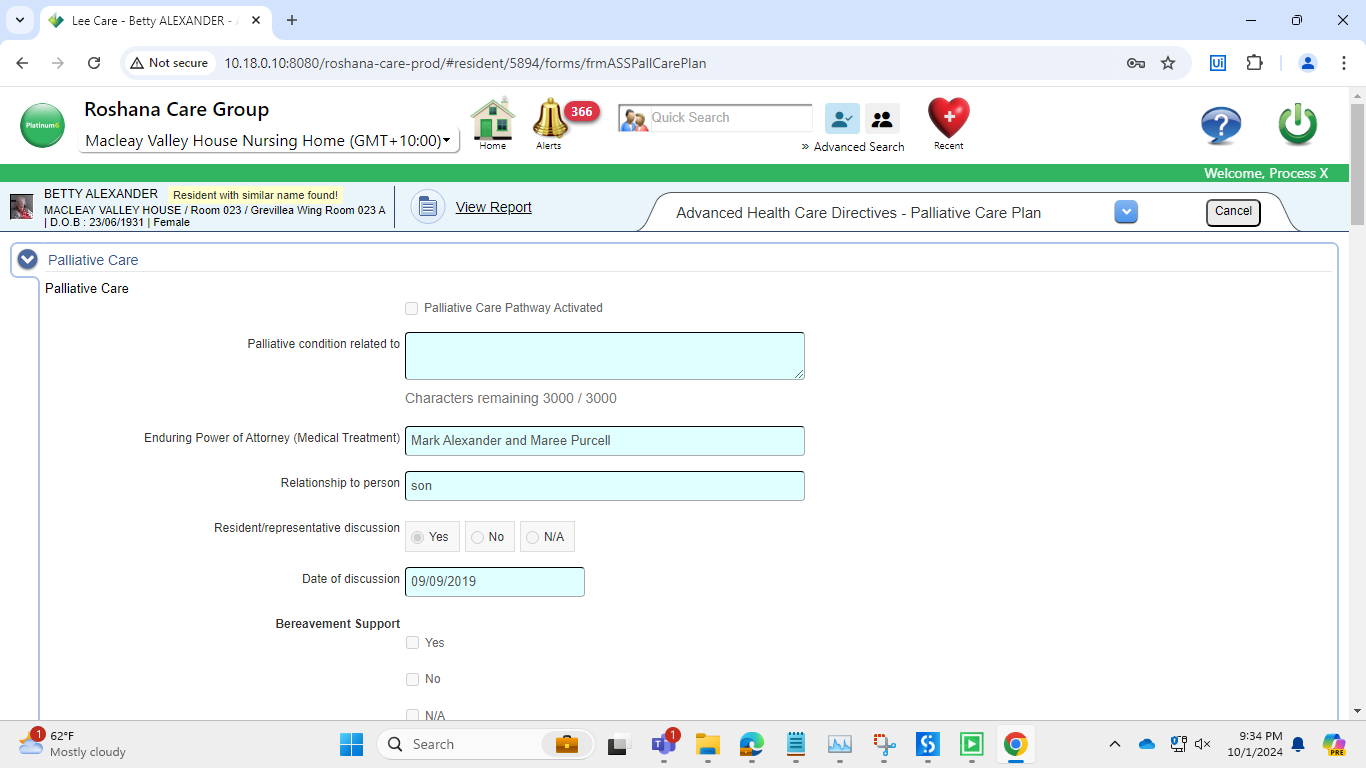 Lee Care - Betty ALEXANDER - A
Not secure
10.18.0.10:8080/roshana-care-prod/#resident/5894/forms/frmASSPallCarePlan
Platinum6
Roshana Care Group
Macleay Valley House Nursing Home (GMT+10:00)
Home
366
Alerts
Quick Search
» Advanced Search
Recent
Welcome, Process X
BETTY ALEXANDER Resident with similar name found!
MACLEAY VALLEY HOUSE / Room 023 / Grevillea Wing Room 023 A
| D.O.B : 23/06/1931 | Female
View Report
Advanced Health Care Directives - Palliative Care Plan
Cancel
Palliative Care
Palliative Care
Palliative Care Pathway Activated
Palliative condition related to
Characters remaining 3000 / 3000
Enduring Power of Attorney (Medical Treatment) Mark Alexander and Maree Purcell
Relationship to person son
Resident/representative discussion Yes No N/A
Date of discussion 09/09/2019
Bereavement Support
Yes
No
N/A
1
62°F
Mostly cloudy
Search
1
9:34 PM
10/1/2024
PRE